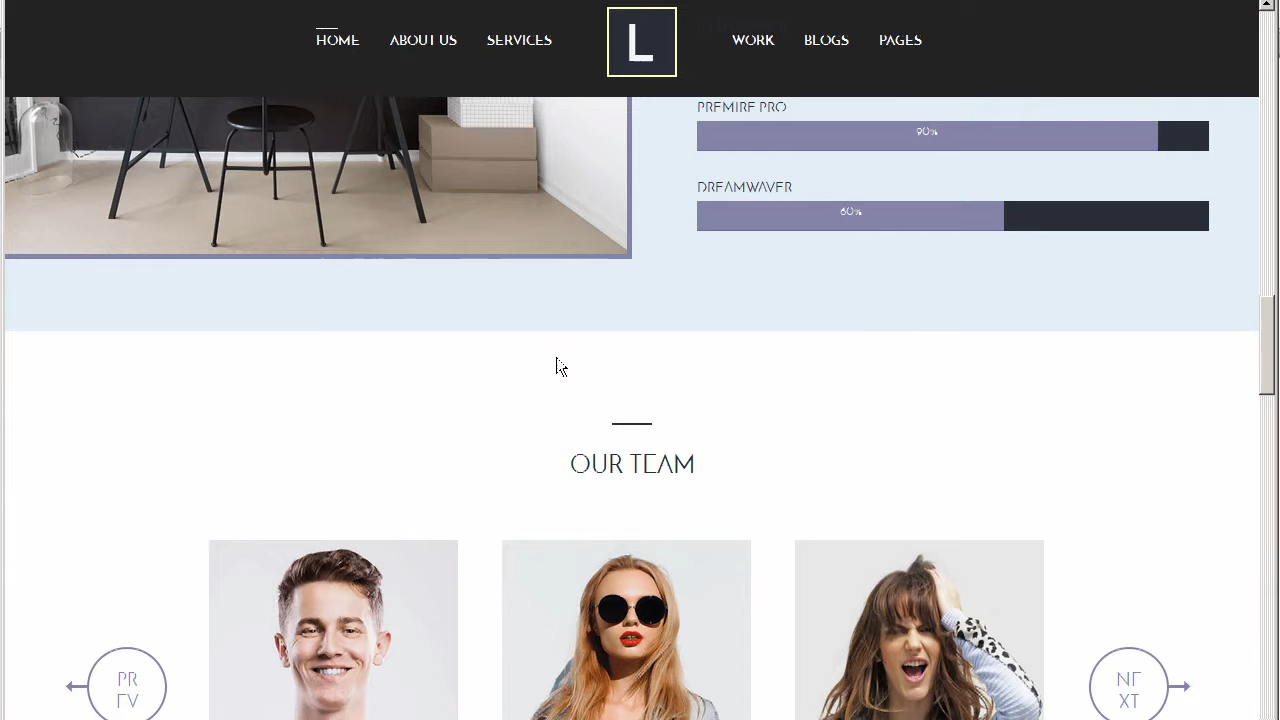 HOME ABOUT US SERVICES L WORK BLOGS PAGES
PREMIRE PRO
90%
DREAMWAVER
60%
OUR TEAM
PR
EV
NE
XT